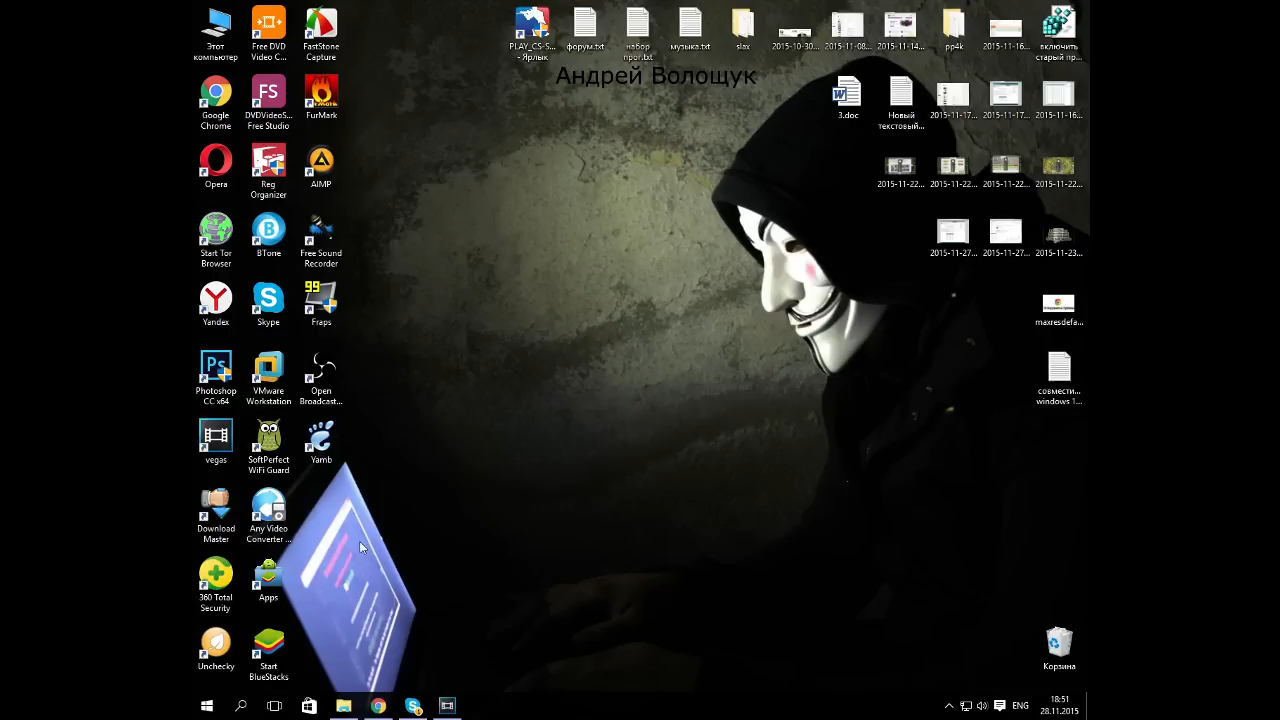 Этот
компьютер
Free DVD
Video C...
FastStone
Capture
PLAY_CS-S...
- Ярлык
форум.txt
набор
прог.txt
музыка.txt
slax
2015-10-30...
2015-11-08...
2015-11-14...
pp4k
2015-11-16...
включить
старый пр...
Андрей Волощук
Google
Chrome
FS
DVDVideoS...
Free Studio
FurMark
3.doc
Новый
текстовый...
2015-11-17...
2015-11-17...
2015-11-16...
Opera
Reg
Organizer
AIMP
2015-11-22...
2015-11-22...
2015-11-22...
2015-11-22...
Start Tor
Browser
BTone
Free Sound
Recorder
2015-11-27...
2015-11-27...
2015-11-23...
Yandex
Skype
99
Fraps
maxresdefa...
Ps
Photoshop
CC x64
VMware
Workstation
Open
Broadcast...
совмести...
windows 1...
vegas
SoftPerfect
WiFi Guard
Yamb
Download
Master
Any Video
Converter ...
360 Total
Security
Apps
Unchecky
Start
BlueStacks
Корзина
ENG
18:51
28.11.2015